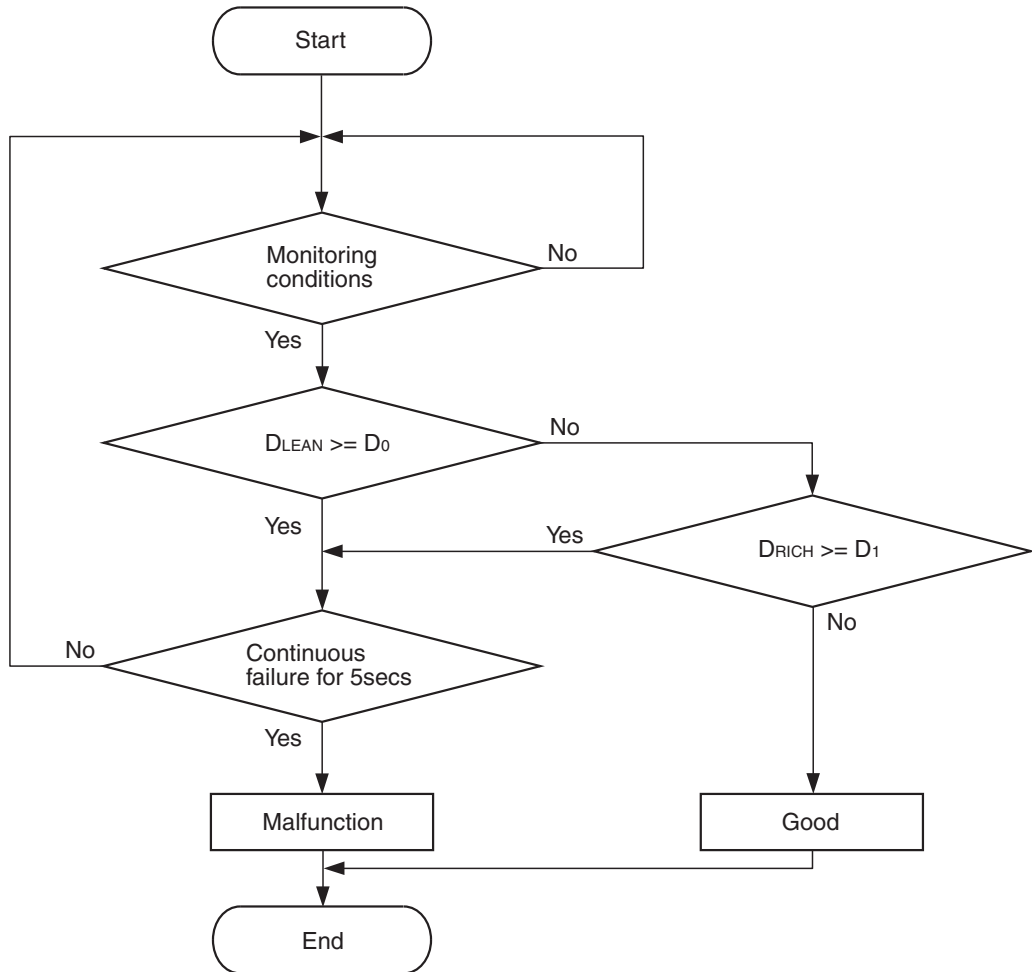 Start
Monitoring
conditions
No
Yes
DLEAN >= D0
No
Yes
Yes
DRICH >= D1
No
No
Continuous
failure for 5secs
Yes
Malfunction
Good
End